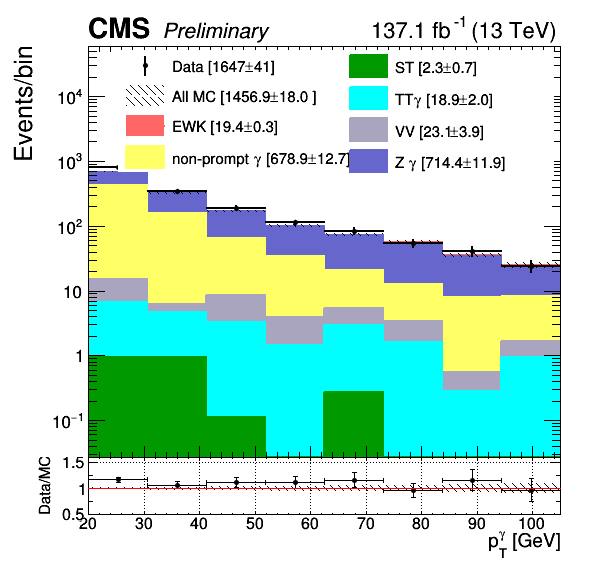 CMS Preliminary 137.1 fb⁻¹ (13 TeV)
Events/bin
Data [1647±41]
All MC [1456.9±18.0 ]
EWK [19.4±0.3]
non-prompt γ [678.9±12.7]
ST [2.3±0.7]
TTγ [18.9±2.0]
VV [23.1±3.9]
Z γ [714.4±11.9]
10⁴
10³
10²
10
1
10⁻¹
Data/MC
1.5
1
0.5
20 30 40 50 60 70 80 90 100
p_T^γ [GeV]